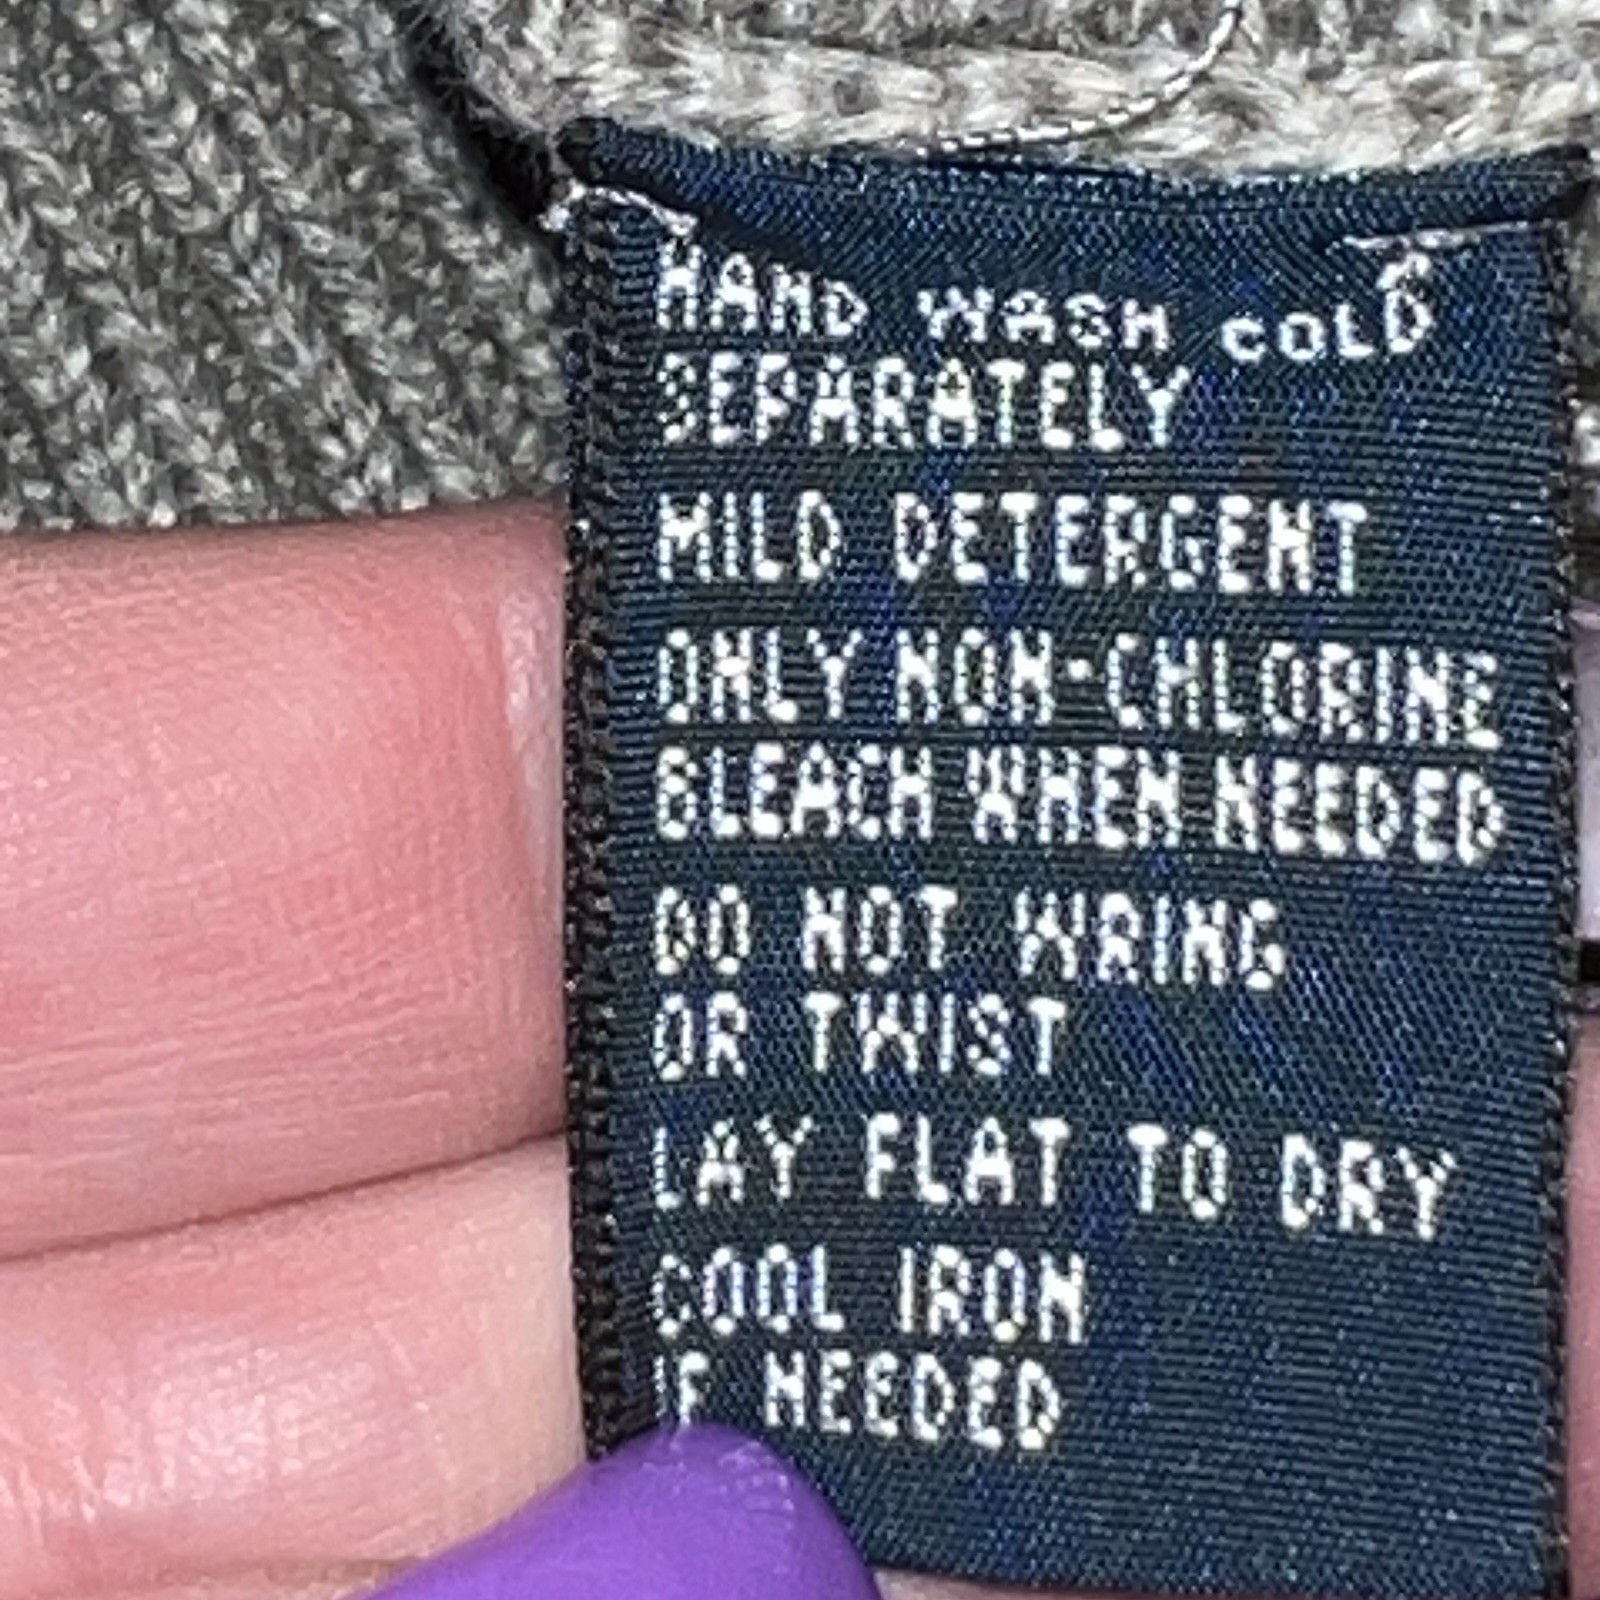 HAND WASH COLD
SEPARATELY
MILD DETERGENT
ONLY NON-CHLORINE
BLEACH WHEN NEEDED
DO NOT WRING
OR TWIST
LAY FLAT TO DRY
COOL IRON
IF NEEDED